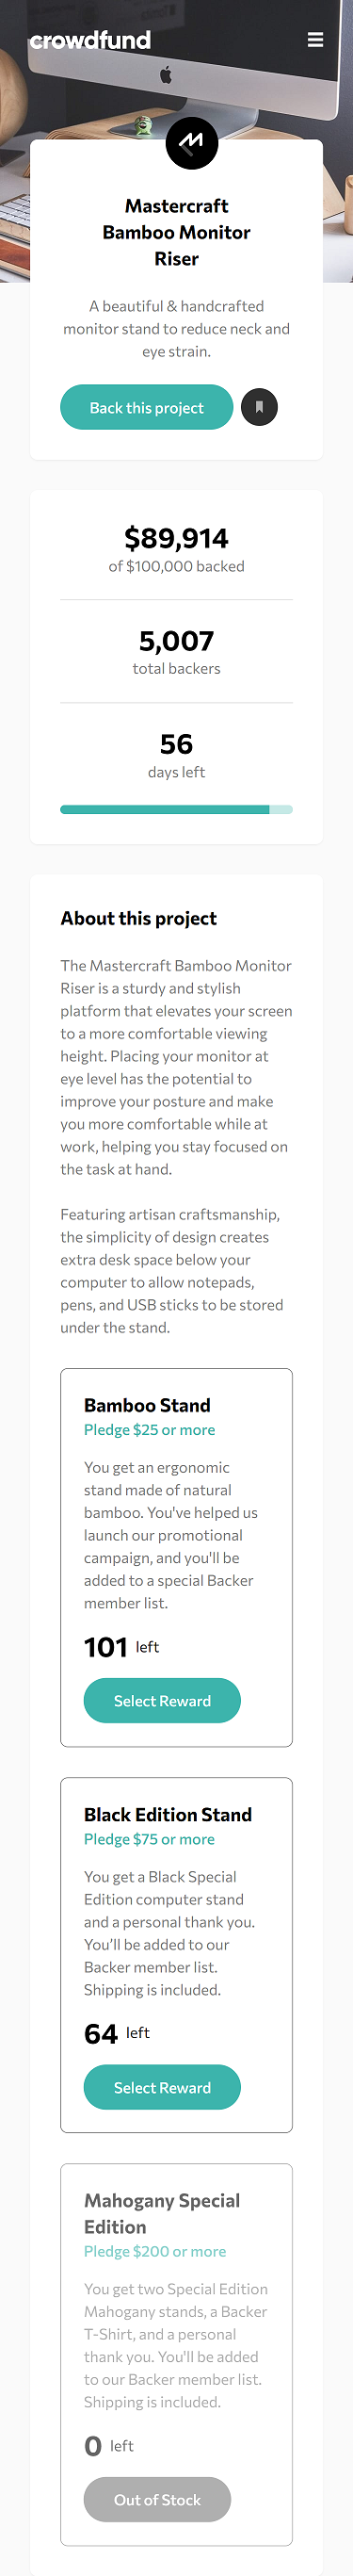 crowdfund
Mastercraft
Bamboo Monitor
Riser
A beautiful & handcrafted
monitor stand to reduce neck and
eye strain.
Back this project
$89,914
of $100,000 backed
5,007
total backers
56
days left
About this project
The Mastercraft Bamboo Monitor
Riser is a sturdy and stylish
platform that elevates your screen
to a more comfortable viewing
height. Placing your monitor at
eye level has the potential to
improve your posture and make
you more comfortable while at
work, helping you stay focused on
the task at hand.
Featuring artisan craftsmanship,
the simplicity of design creates
extra desk space below your
computer to allow notepads,
pens, and USB sticks to be stored
under the stand.
Bamboo Stand
Pledge $25 or more
You get an ergonomic
stand made of natural
bamboo. You've helped us
launch our promotional
campaign, and you'll be
added to a special Backer
member list.
101 left
Select Reward
Black Edition Stand
Pledge $75 or more
You get a Black Special
Edition computer stand
and a personal thank you.
You’ll be added to our
Backer member list.
Shipping is included.
64 left
Select Reward
Mahogany Special
Edition
Pledge $200 or more
You get two Special Edition
Mahogany stands, a Backer
T-Shirt, and a personal
thank you. You'll be added
to our Backer member list.
Shipping is included.
0 left
Out of Stock